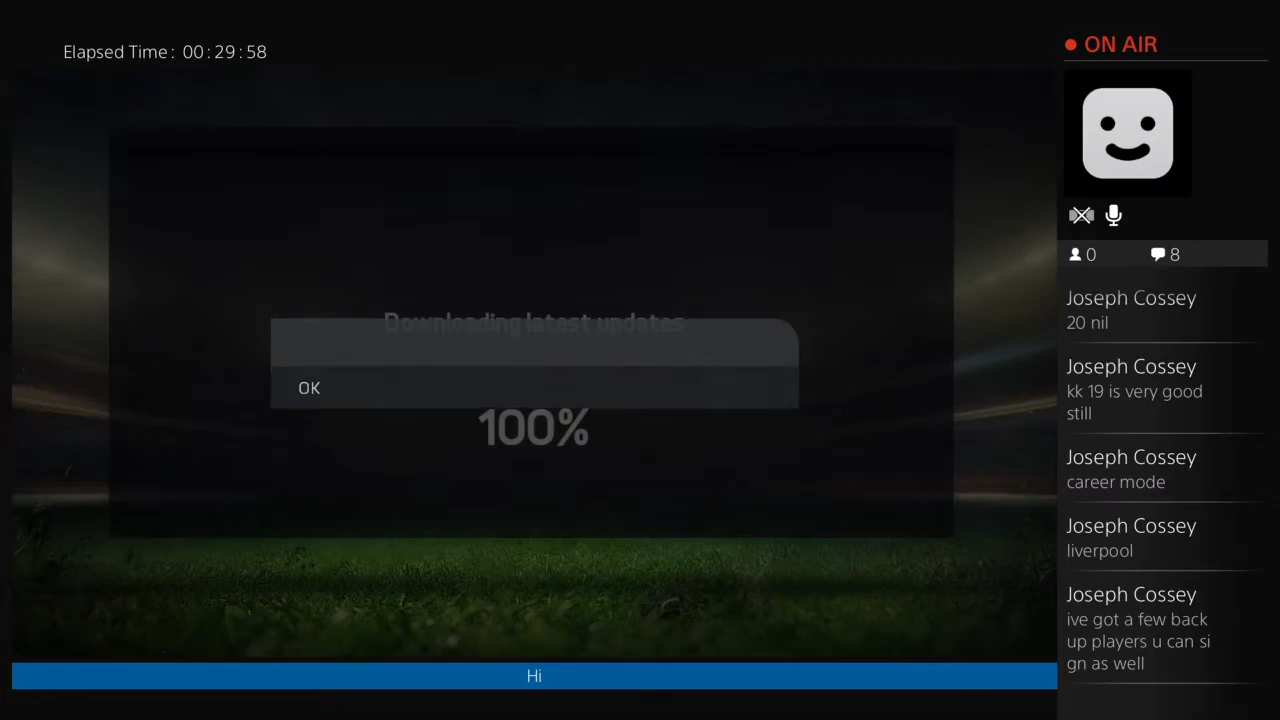 Elapsed Time: 00:29:58
ON AIR
Downloading latest updates
OK
100%
0 8
Joseph Cossey
20 nil
Joseph Cossey
kk 19 is very good
still
Joseph Cossey
career mode
Joseph Cossey
liverpool
Joseph Cossey
ive got a few back
up players u can si
gn as well
Hi